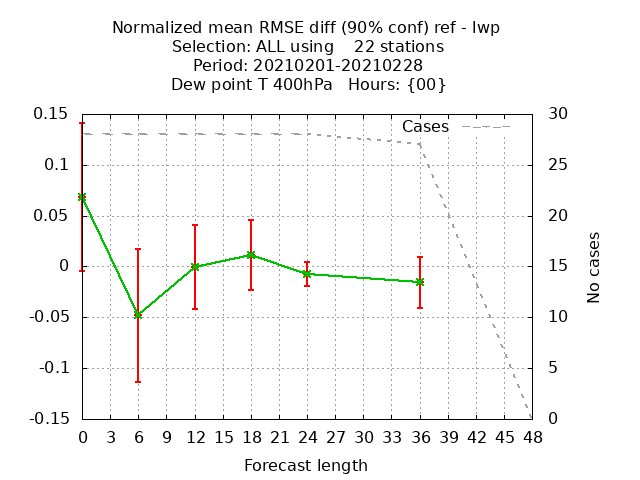 Normalized mean RMSE diff (90% conf) ref - lwp
Selection: ALL using    22 stations
Period: 20210201-20210228
Dew point T 400hPa   Hours: {00}
Cases
0.15
0.1
0.05
0
-0.05
-0.1
-0.15
30
25
20
15
10
5
0
No cases
0 3 6 9 12 15 18 21 24 27 30 33 36 39 42 45 48
Forecast length